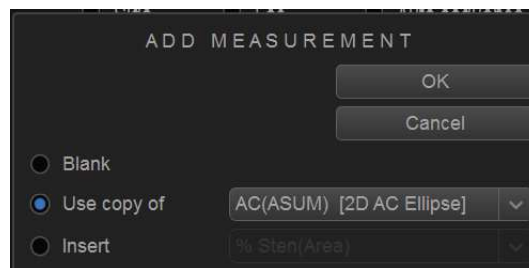 ADD MEASUREMENT
OK
Cancel
Blank
Use copy of AC(ASUM) [2D AC Ellipse]
Insert % Sten(Area)